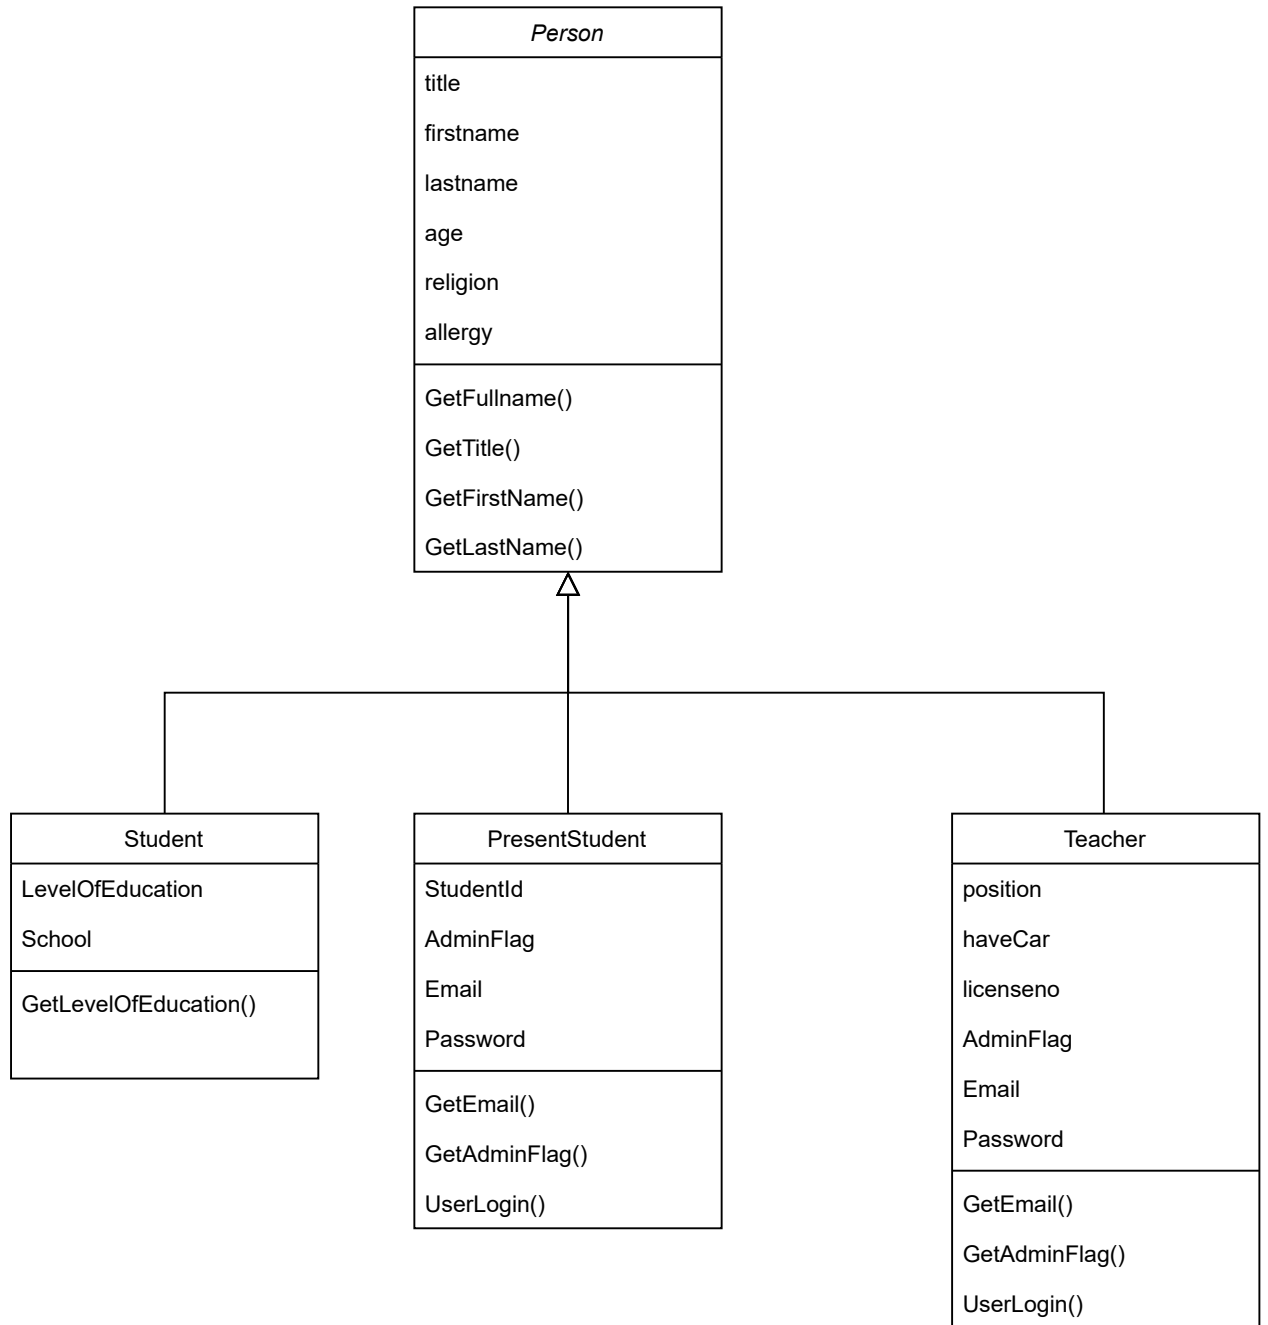 Person
title
firstname
lastname
age
religion
allergy
GetFullname()
GetTitle()
GetFirstName()
GetLastName()
Student
LevelOfEducation
School
GetLevelOfEducation()
PresentStudent
StudentId
AdminFlag
Email
Password
GetEmail()
GetAdminFlag()
UserLogin()
Teacher
position
haveCar
licenseno
AdminFlag
Email
Password
GetEmail()
GetAdminFlag()
UserLogin()